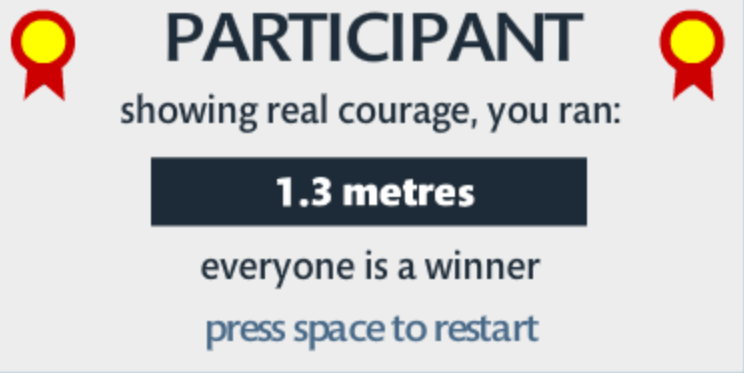 PARTICIPANT
showing real courage, you ran:
1.3 metres
everyone is a winner
press space to restart